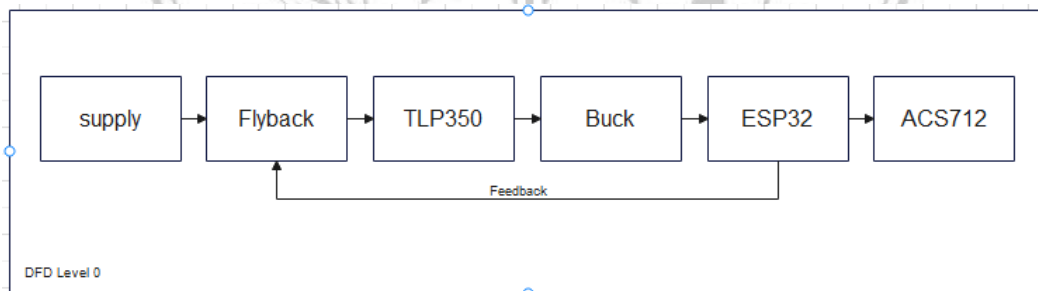 supply
Flyback
TLP350
Buck
ESP32
ACS712
Feedback
DFD Level 0